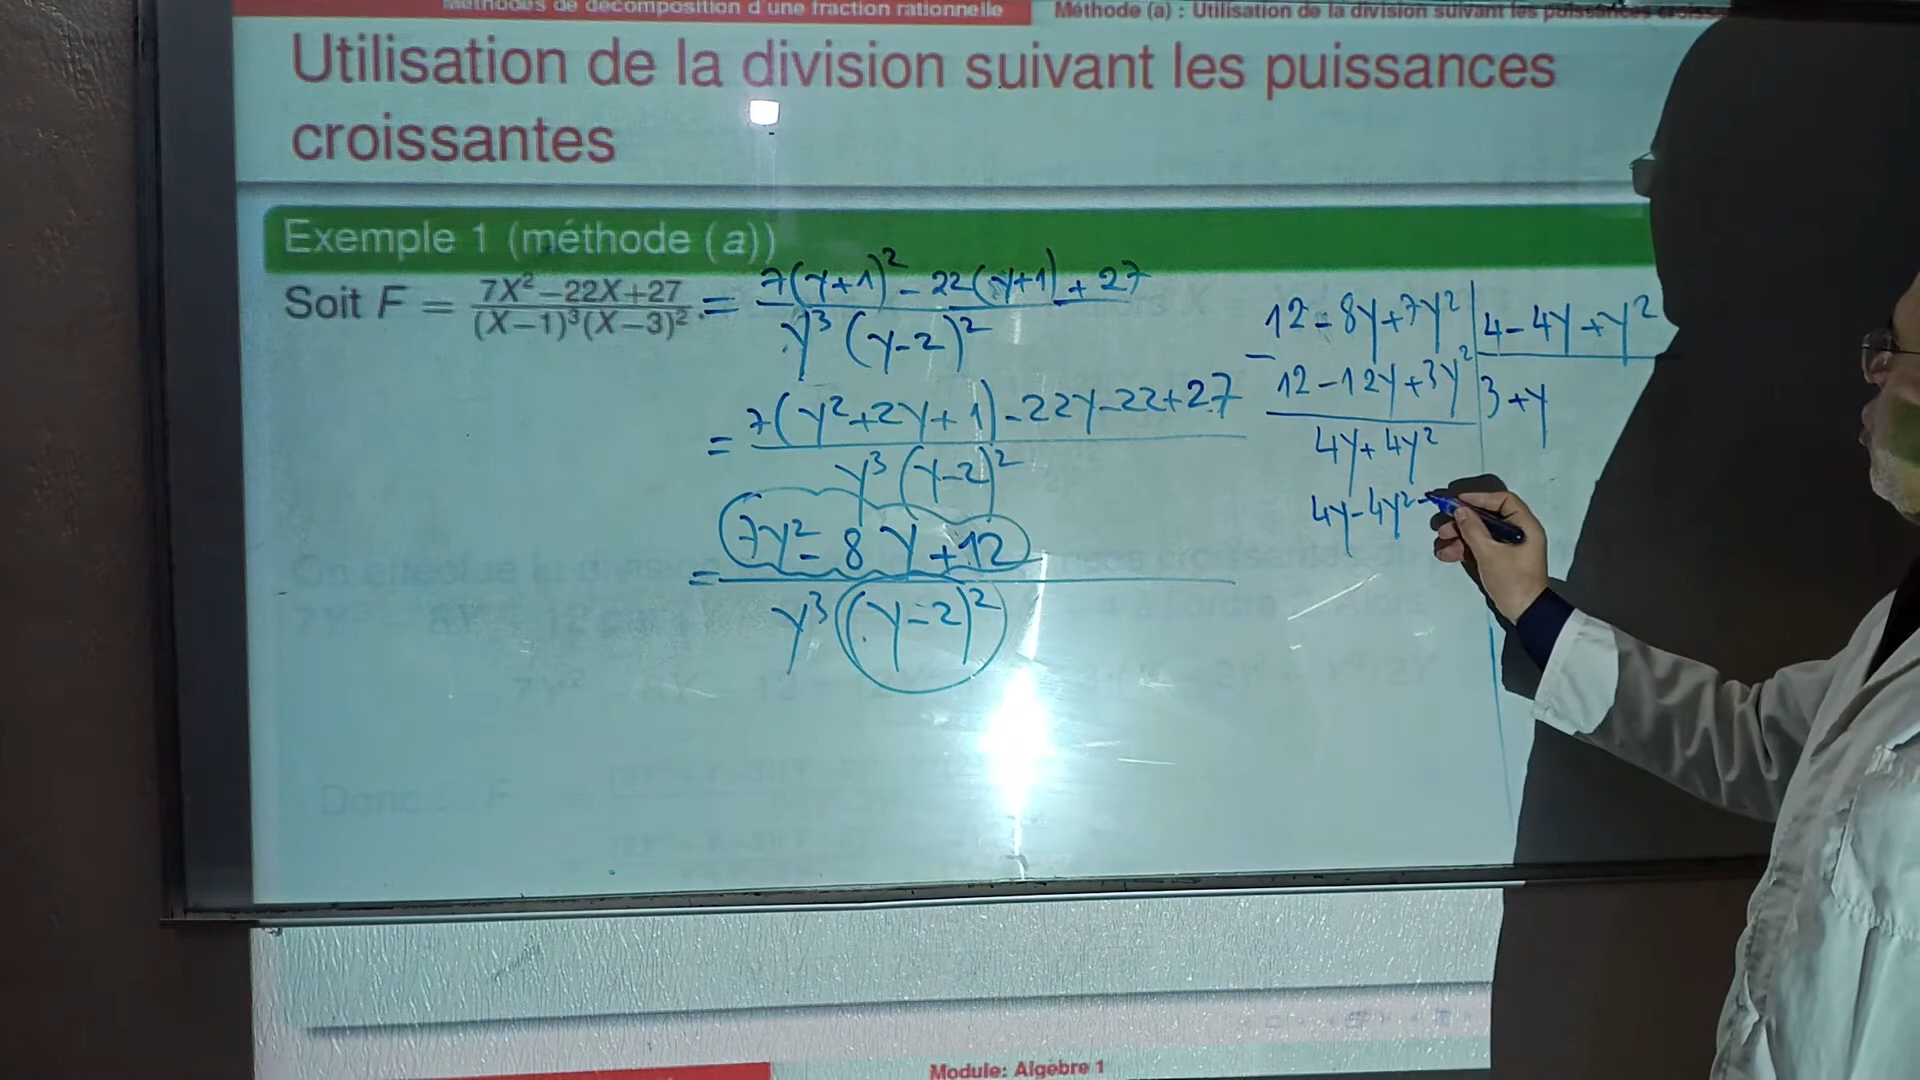 Méthodes de décomposition d'une fraction rationnelle
Méthode (a) : Utilisation de la division suivant les puissances
Utilisation de la division suivant les puissances
croissantes
Exemple 1 (méthode (a))
Soit F = (7X²−22X+27)/((X−1)³(X−3)²). = (7(y+1)² − 22(y+1) + 27)/(y³(y−2)²)
= (7(y²+2y+1) − 22y − 22 + 27)/(y³(y−2)²)
= (7y² − 8y + 12)/(y³(y−2)²)
12 − 8y + 7y² | 4 − 4y + y²
− 12 − 12y + 3y² | 3 + y
4y + 4y²
4y − 4y²
Donc : F =
Module: Algèbre 1